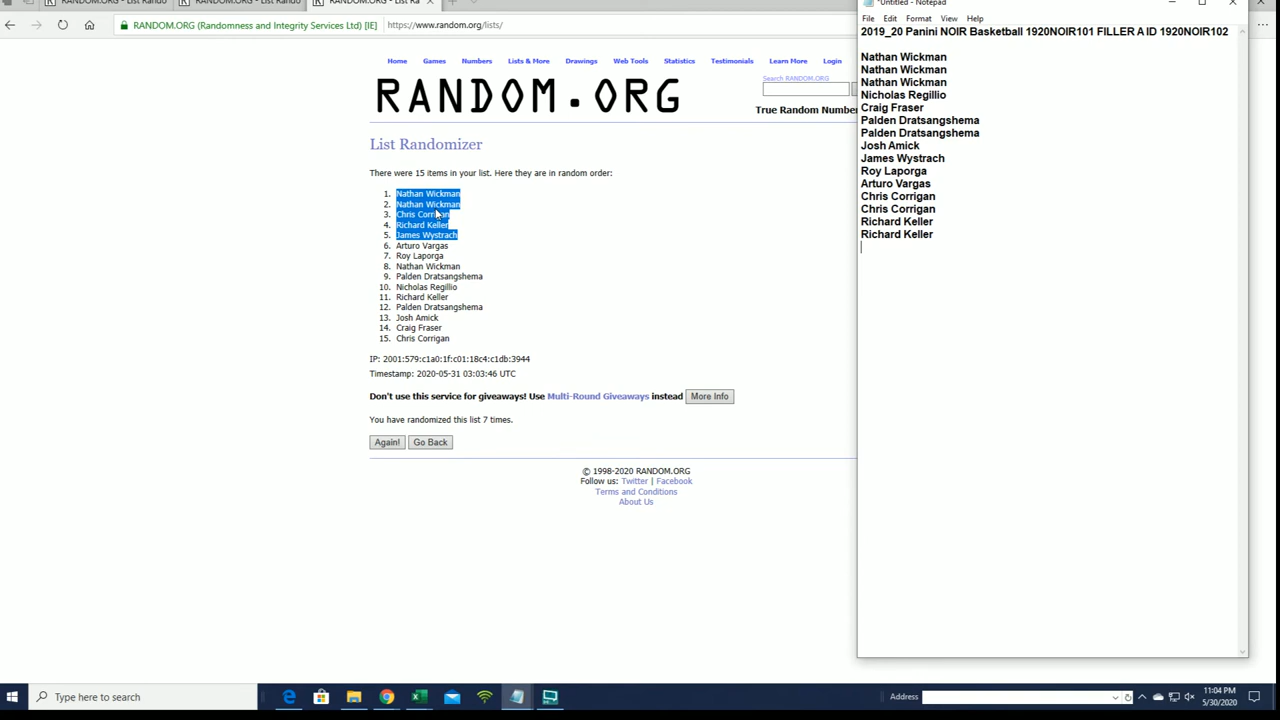 RANDOM.ORG - Rando
RANDOM.ORG - List Rando
RANDOM.ORG - List Ra
RANDOM.ORG (Randomness and Integrity Services Ltd) [IE]
https://www.random.org/lists/
Home Games Numbers Lists & More Drawings Web Tools Statistics Testimonials Learn More Login
Search RANDOM.ORG
RANDOM.ORG
True Random Number
List Randomizer
There were 15 items in your list. Here they are in random order:
1. Nathan Wickman
2. Nathan Wickman
3. Chris Corrigan
4. Richard Keller
5. James Wystrach
6. Arturo Vargas
7. Roy Laporga
8. Nathan Wickman
9. Palden Dratsangshema
10. Nicholas Regillio
11. Richard Keller
12. Palden Dratsangshema
13. Josh Amick
14. Craig Fraser
15. Chris Corrigan
IP: 2001:579:c1a0:1f:c01:18c4:c1db:3944
Timestamp: 2020-05-31 03:03:46 UTC
Don't use this service for giveaways! Use Multi-Round Giveaways instead More Info
You have randomized this list 7 times.
Again! Go Back
© 1998-2020 RANDOM.ORG
Follow us: Twitter | Facebook
Terms and Conditions
About Us
*Untitled - Notepad
File Edit Format View Help
2019_20 Panini NOIR Basketball 1920NOIR101 FILLER A ID 1920NOIR102
Nathan Wickman
Nathan Wickman
Nathan Wickman
Nicholas Regillio
Craig Fraser
Palden Dratsangshema
Palden Dratsangshema
Josh Amick
James Wystrach
Roy Laporga
Arturo Vargas
Chris Corrigan
Chris Corrigan
Richard Keller
Richard Keller
Type here to search
Address
11:04 PM
5/30/2020